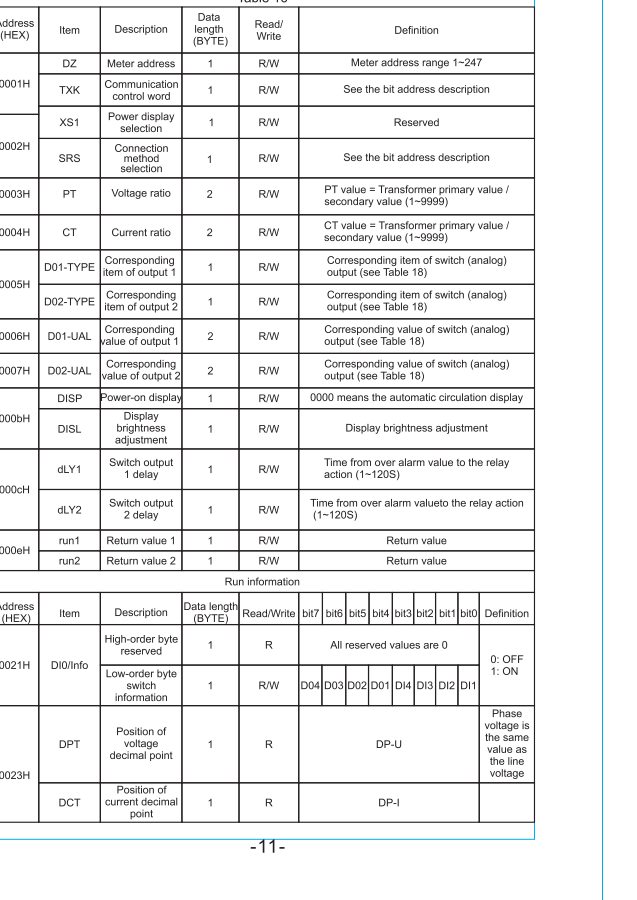 Item Description Data length (BYTE) Read/ Write Definition
(HEX)
DZ Meter address 1 R/W Meter address range 1~247
TXK Communication control word 1 R/W See the bit address description
XS1 Power display selection 1 R/W Reserved
SRS Connection method selection 1 R/W See the bit address description
PT Voltage ratio 2 R/W PT value = Transformer primary value / secondary value (1~9999)
CT Current ratio 2 R/W CT value = Transformer primary value / secondary value (1~9999)
D01-TYPE Corresponding item of output 1 1 R/W Corresponding item of switch (analog) output (see Table 18)
D02-TYPE Corresponding item of output 2 1 R/W Corresponding item of switch (analog) output (see Table 18)
D01-UAL Corresponding value of output 1 2 R/W Corresponding value of switch (analog) output (see Table 18)
D02-UAL Corresponding value of output 2 2 R/W Corresponding value of switch (analog) output (see Table 18)
DISP Power-on display 1 R/W 0000 means the automatic circulation display
DISL Display brightness adjustment 1 R/W Display brightness adjustment
dLY1 Switch output 1 delay 1 R/W Time from over alarm value to the relay action (1~120S)
dLY2 Switch output 2 delay 1 R/W Time from over alarm valueto the relay action (1~120S)
run1 Return value 1 1 R/W Return value
run2 Return value 2 1 R/W Return value
Run information
(HEX) Item Description Data length (BYTE) Read/Write bit7 bit6 bit5 bit4 bit3 bit2 bit1 bit0 Definition
0021H DI0/Info High-order byte reserved 1 R All reserved values are 0 0: OFF 1: ON
Low-order byte switch information 1 R/W D04 D03 D02 D01 DI4 DI3 DI2 DI1
0023H DPT Position of voltage decimal point 1 R DP-U Phase voltage is the same value as the line voltage
DCT Position of current decimal point 1 R DP-I
-11-